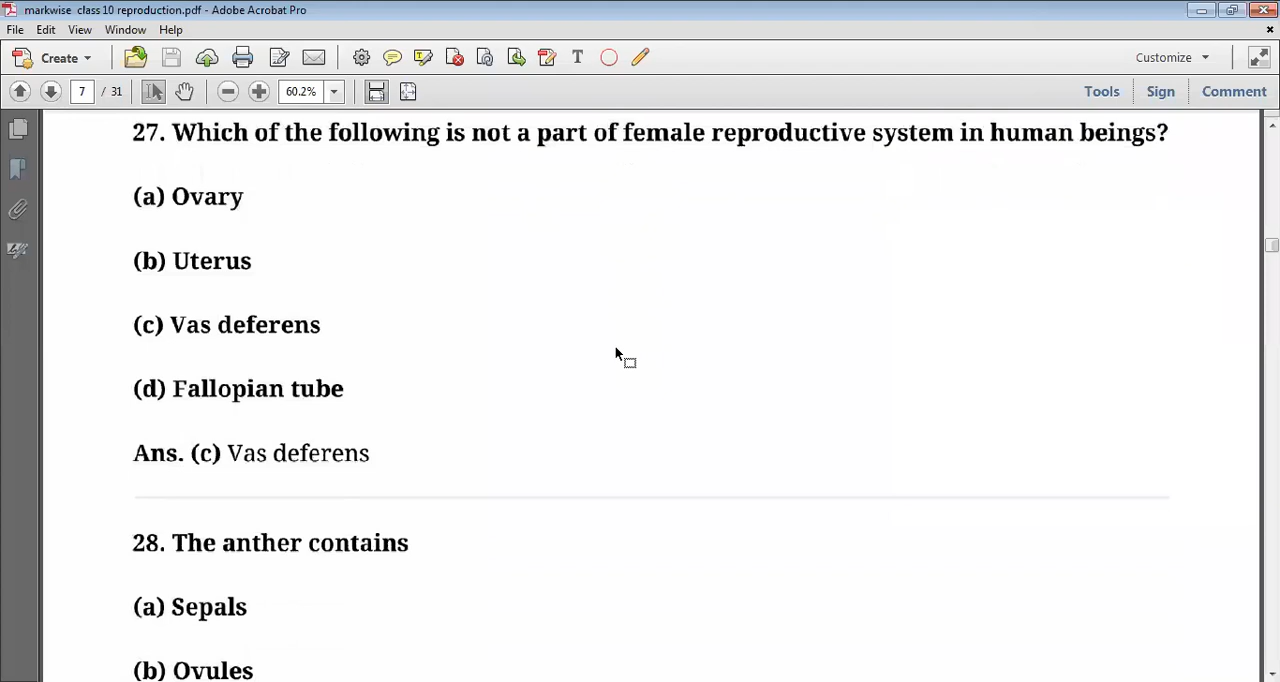 markwise class 10 reproduction.pdf - Adobe Acrobat Pro
File Edit View Window Help
Create Customize
7 / 31 60.2% Tools Sign Comment
27. Which of the following is not a part of female reproductive system in human beings?
(a) Ovary
(b) Uterus
(c) Vas deferens
(d) Fallopian tube
Ans. (c) Vas deferens
28. The anther contains
(a) Sepals
(b) Ovules